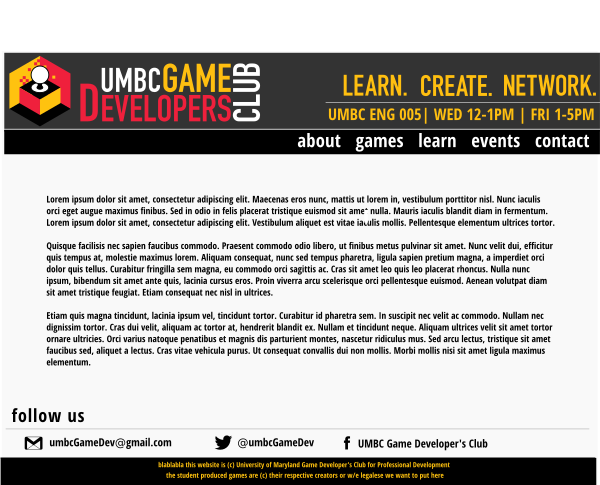 UMBC GAME
DEVELOPERS
CLUB
LEARN. CREATE. NETWORK.
UMBC ENG 005| WED 12-1PM | FRI 1-5PM
about games learn events contact
Lorem ipsum dolor sit amet, consectetur adipiscing elit. Maecenas eros nunc, mattis ut lorem in, vestibulum porttitor nisl. Nunc iaculis
orci eget augue maximus finibus. Sed in odio in felis placerat tristique euismod sit amet nulla. Mauris iaculis blandit diam in fermentum.
Lorem ipsum dolor sit amet, consectetur adipiscing elit. Vestibulum aliquet est vitae iaculis mollis. Pellentesque elementum ultrices tortor.
Quisque facilisis nec sapien faucibus commodo. Praesent commodo odio libero, ut finibus metus pulvinar sit amet. Nunc velit dui, efficitur
quis tempus at, molestie maximus lorem. Aliquam consequat, nunc sed tempus pharetra, ligula sapien pretium magna, a imperdiet orci
dolor quis tellus. Curabitur fringilla sem magna, eu commodo orci sagittis ac. Cras sit amet leo quis leo placerat rhoncus. Nulla nunc
ipsum, bibendum sit amet ante quis, lacinia cursus eros. Proin viverra arcu scelerisque orci pellentesque euismod. Aenean volutpat diam
sit amet tristique feugiat. Etiam consequat nec nisl in ultrices.
Etiam quis magna tincidunt, lacinia ipsum vel, tincidunt tortor. Curabitur id pharetra sem. In suscipit nec velit ac commodo. Nullam nec
dignissim tortor. Cras dui velit, aliquam ac tortor at, hendrerit blandit ex. Nullam et tincidunt neque. Aliquam ultrices velit sit amet tortor
ornare ultricies. Orci varius natoque penatibus et magnis dis parturient montes, nascetur ridiculus mus. Sed arcu lectus, tristique sit amet
faucibus sed, aliquet a lectus. Cras vitae vehicula purus. Ut consequat convallis dui non mollis. Morbi mollis nisi sit amet ligula maximus
elementum.
follow us
umbcGameDev@gmail.com @umbcGameDev UMBC Game Developer's Club
blablabla this website is (c) University of Maryland Game Developer's Club for Professional Development
the student produced games are (c) their respective creators or w/e legalese we want to put here